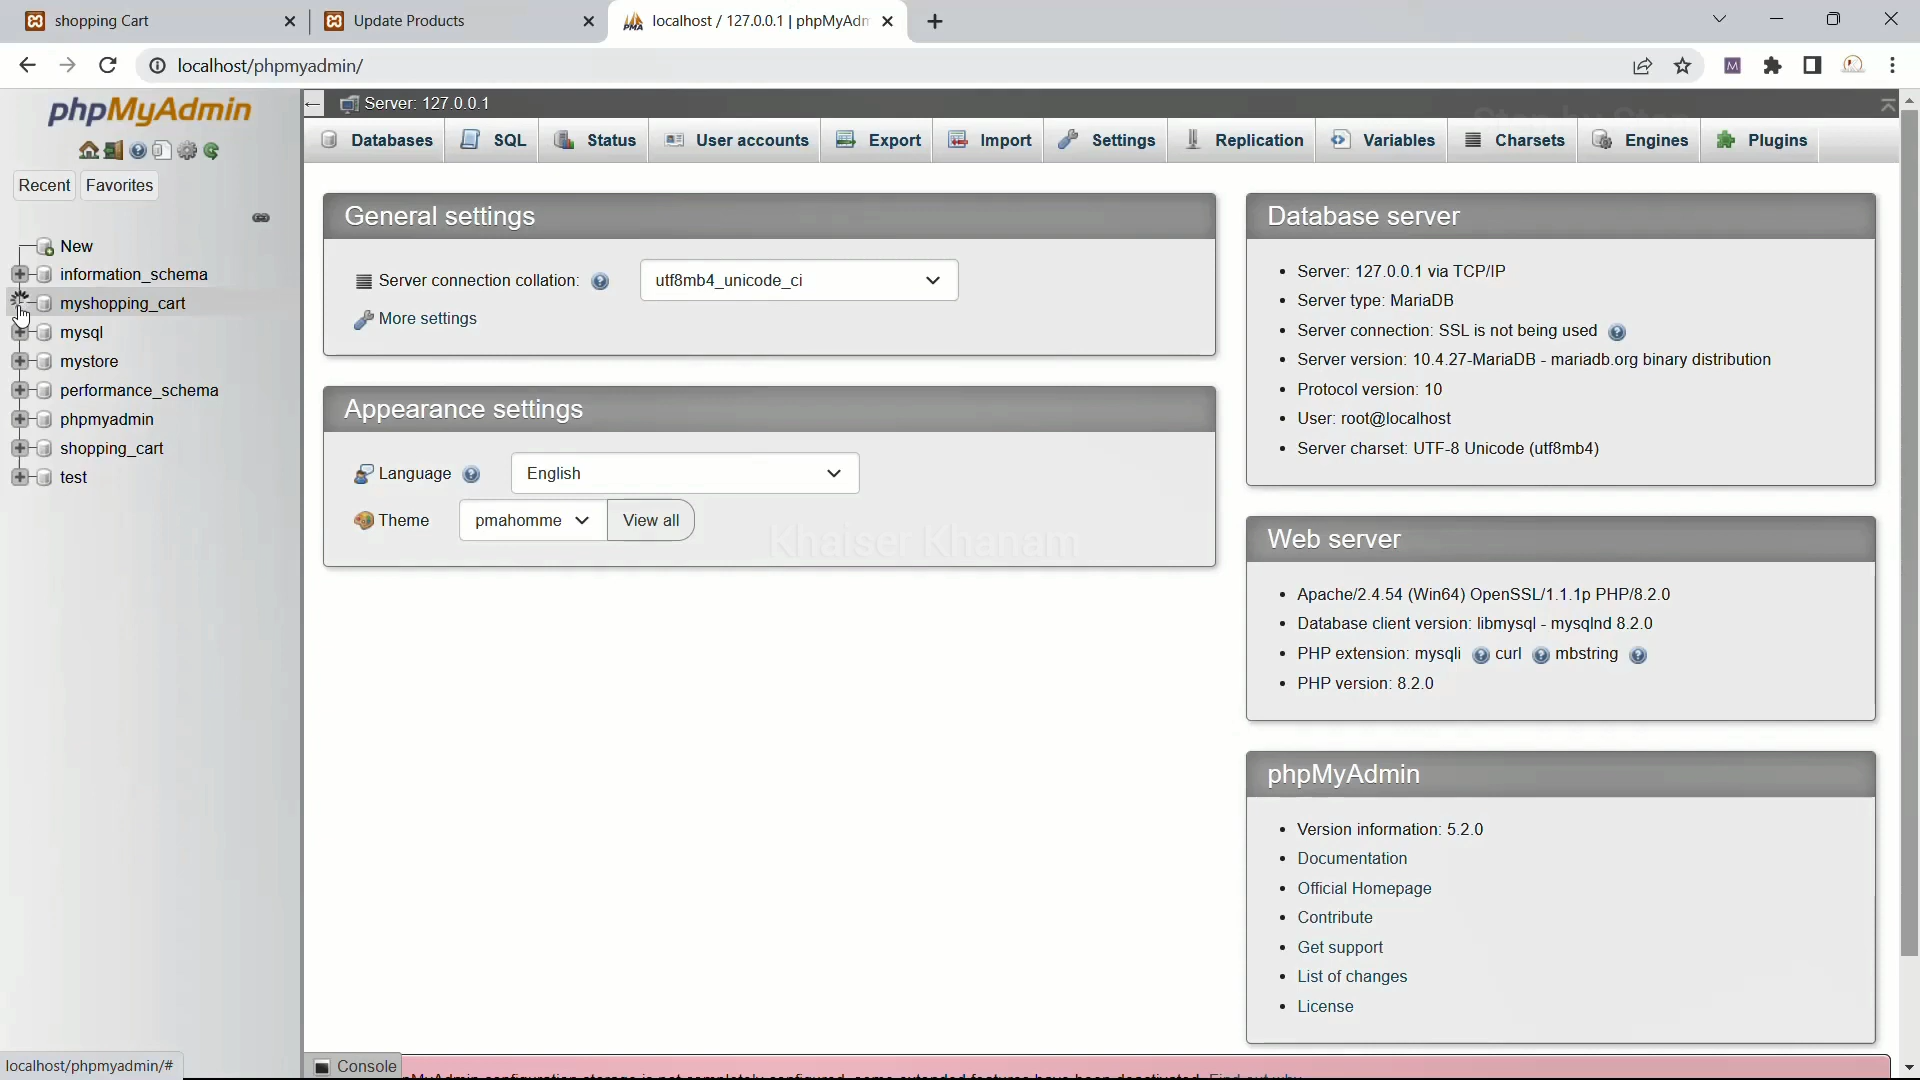 shopping Cart
Update Products
localhost / 127.0.0.1 | phpMyAdm
localhost/phpmyadmin/
phpMyAdmin
Recent Favorites
New
information_schema
myshopping_cart
mysql
mystore
performance_schema
phpmyadmin
shopping_cart
test
localhost/phpmyadmin/#
Server: 127.0.0.1
Databases SQL Status User accounts Export Import Settings Replication Variables Charsets Engines Plugins
General settings
Server connection collation: utf8mb4_unicode_ci
More settings
Appearance settings
Language English
Theme pmahomme View all
Khaiser Khanam
Database server
Server: 127.0.0.1 via TCP/IP
Server type: MariaDB
Server connection: SSL is not being used
Server version: 10.4.27-MariaDB - mariadb.org binary distribution
Protocol version: 10
User: root@localhost
Server charset: UTF-8 Unicode (utf8mb4)
Web server
Apache/2.4.54 (Win64) OpenSSL/1.1.1p PHP/8.2.0
Database client version: libmysql - mysqlnd 8.2.0
PHP extension: mysqli curl mbstring
PHP version: 8.2.0
phpMyAdmin
Version information: 5.2.0
Documentation
Official Homepage
Contribute
Get support
List of changes
License
Console